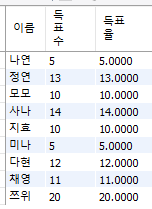 이름 득표수 득표율
나연 5 5.0000
정연 13 13.0000
모모 10 10.0000
사나 14 14.0000
지효 10 10.0000
미나 5 5.0000
다현 12 12.0000
채영 11 11.0000
쯔위 20 20.0000